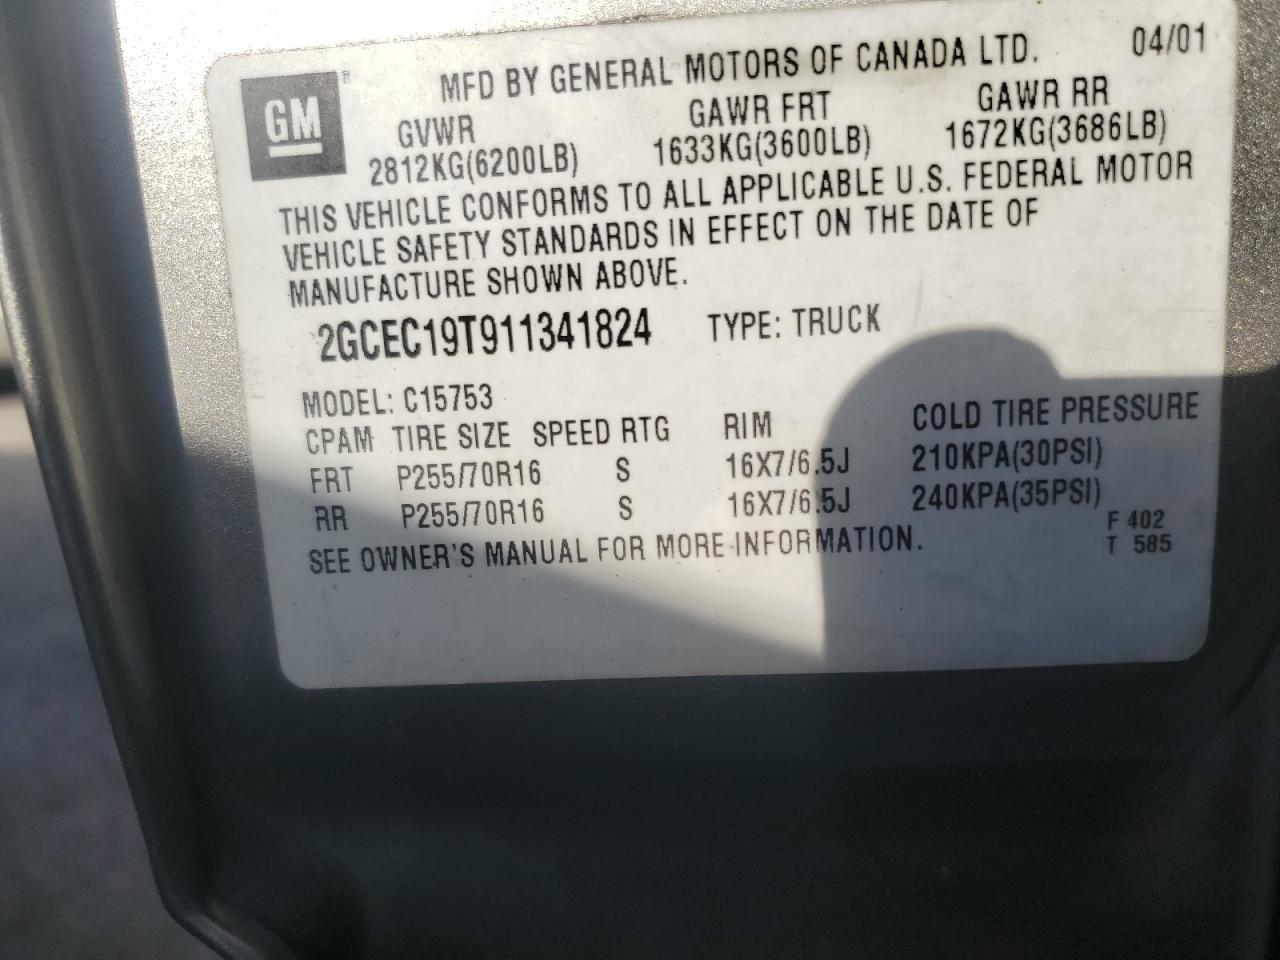 GM
MFD BY GENERAL MOTORS OF CANADA LTD. 04/01
GVWR GAWR FRT GAWR RR
2812KG(6200LB) 1633KG(3600LB) 1672KG(3686LB)
THIS VEHICLE CONFORMS TO ALL APPLICABLE U.S. FEDERAL MOTOR
VEHICLE SAFETY STANDARDS IN EFFECT ON THE DATE OF
MANUFACTURE SHOWN ABOVE.
2GCEC19T911341824 TYPE: TRUCK
MODEL: C15753
CPAM TIRE SIZE SPEED RTG RIM COLD TIRE PRESSURE
FRT P255/70R16 S 16X7/6.5J 210KPA(30PSI)
RR P255/70R16 S 16X7/6.5J 240KPA(35PSI)
SEE OWNER'S MANUAL FOR MORE INFORMATION.
F 402
T 585